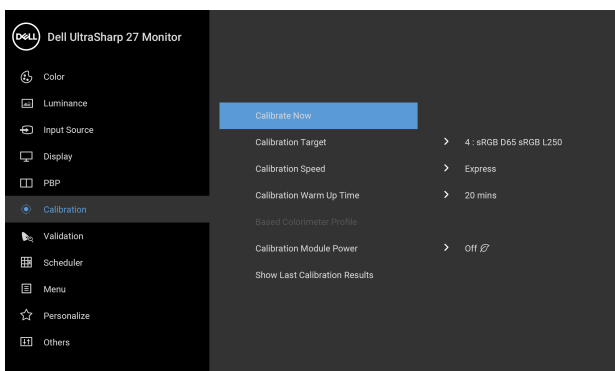 DELL
Dell UltraSharp 27 Monitor
Color
Luminance
Input Source
Display
PBP
Calibration
Validation
Scheduler
Menu
Personalize
Others
Calibrate Now
Calibration Target 4 : sRGB D65 sRGB L250
Calibration Speed Express
Calibration Warm Up Time 20 mins
Based Colorimeter Profile
Calibration Module Power Off
Show Last Calibration Results